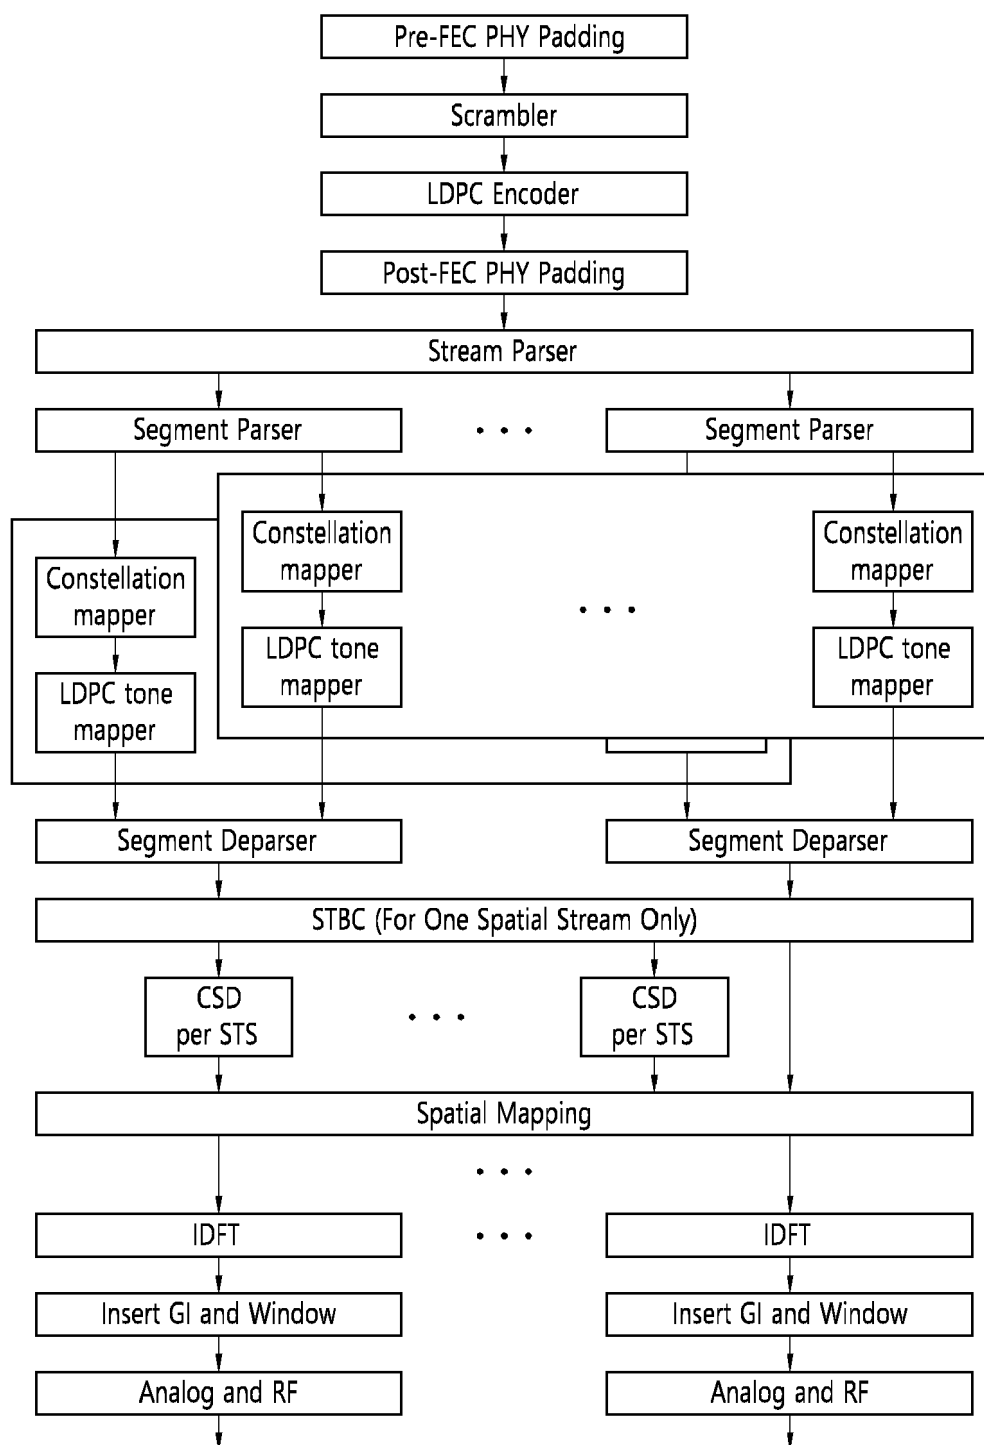 Pre-FEC PHY Padding
Scrambler
LDPC Encoder
Post-FEC PHY Padding
Stream Parser
Segment Parser
• • •
Segment Parser
Constellation
mapper
LDPC tone
mapper
Constellation
mapper
LDPC tone
mapper
• • •
Constellation
mapper
LDPC tone
mapper
Segment Deparser
Segment Deparser
STBC (For One Spatial Stream Only)
CSD
per STS
• • •
CSD
per STS
Spatial Mapping
• • •
IDFT
• • •
IDFT
Insert GI and Window
Insert GI and Window
Analog and RF
Analog and RF